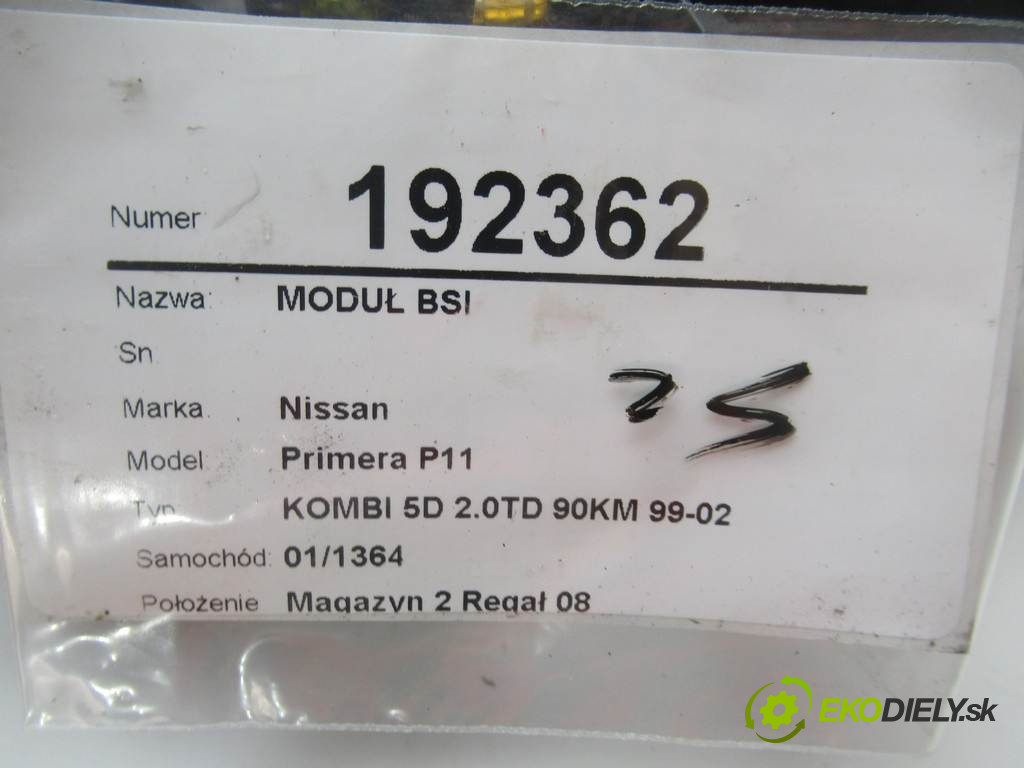 Numer 192362
Nazwa: MODUŁ BSI
Sn
Marka Nissan
Model Primera P11
Typ KOMBI 5D 2.0TD 90KM 99-02
Samochód: 01/1364
Położenie Magazyn 2 Regał 08
EKODIELY.sk